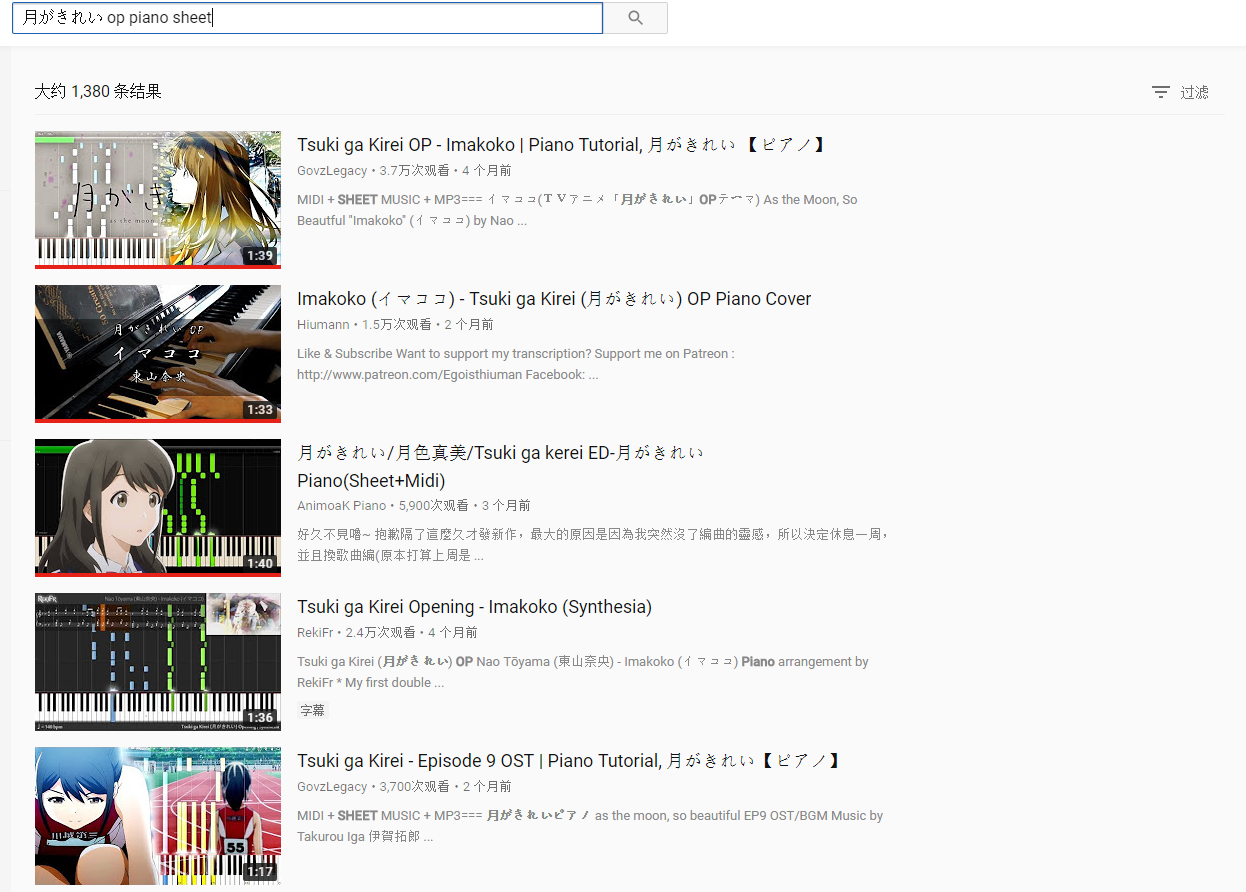 月がきれい op piano sheet
大约 1,380 条结果
过滤
月がき
as the moon, so
1:39
Tsuki ga Kirei OP - Imakoko | Piano Tutorial, 月がきれい 【ピアノ】
GovzLegacy • 3.7万次观看 • 4 个月前
MIDI + SHEET MUSIC + MP3=== イマココ(ＴＶアニメ「月がきれい」OPテーマ) As the Moon, So
Beautful "Imakoko" (イマココ) by Nao ...
YAMAHA
月がきれい OP
イマココ
東山奈央
1:33
Imakoko (イマココ) - Tsuki ga Kirei (月がきれい) OP Piano Cover
Hiumann • 1.5万次观看 • 2 个月前
Like & Subscribe Want to support my transcription? Support me on Patreon :
http://www.patreon.com/Egoisthiuman Facebook: ...
1:40
月がきれい/月色真美/Tsuki ga kerei ED-月がきれい
Piano(Sheet+Midi)
AnimoaK Piano • 5,900次观看 • 3 个月前
好久不見嚕~ 抱歉隔了這麼久才發新作，最大的原因是因為我突然沒了編曲的靈感，所以決定休息一周，
並且換歌曲編(原本打算上周是 ...
RekiFr
Nao Tōyama (東山奈央) - Imakoko (イマココ)
♩ = 148 bpm
1:36
Tsuki ga Kirei Opening - Imakoko (Synthesia)
RekiFr • 2.4万次观看 • 4 个月前
Tsuki ga Kirei (月がきれい) OP Nao Tōyama (東山奈央) - Imakoko (イマココ) Piano arrangement by
RekiFr * My first double ...
字幕
55
1:17
Tsuki ga Kirei - Episode 9 OST | Piano Tutorial, 月がきれい【ピアノ】
GovzLegacy • 3,700次观看 • 2 个月前
MIDI + SHEET MUSIC + MP3=== 月がきれいピアノ as the moon, so beautiful EP9 OST/BGM Music by
Takurou Iga 伊賀拓郎 ...